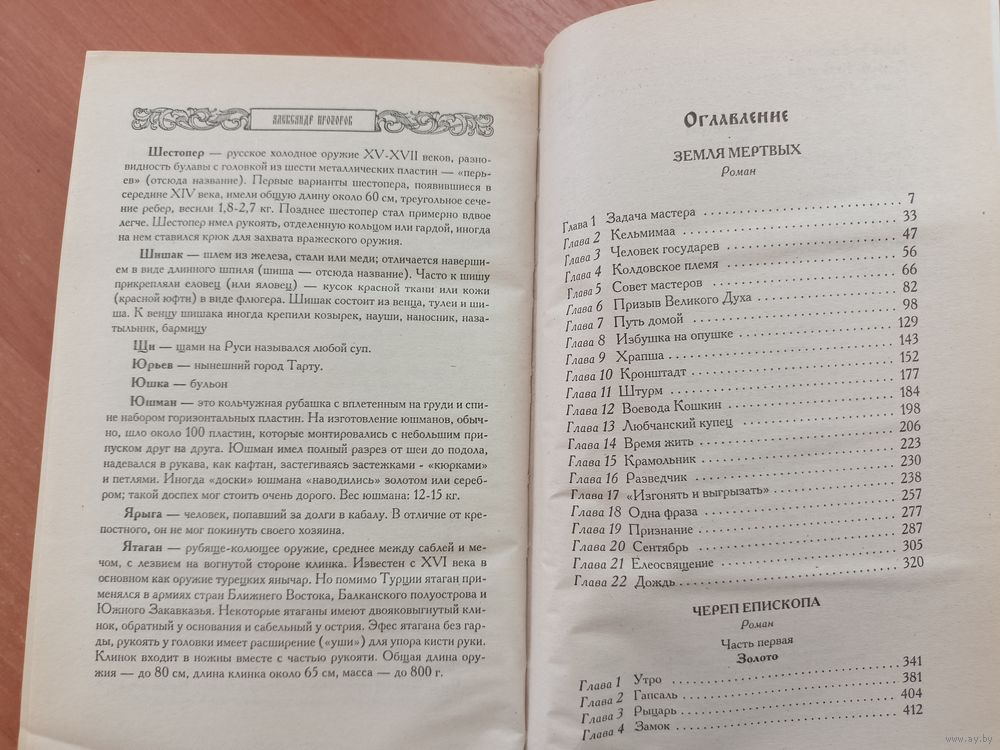 АЛЕКСАНДР ПРОЗОРОВ
Шестопер — русское холодное оружие XV-XVII веков, разно-
видность булавы с головкой из шести металлических пластин — «перь-
ев» (отсюда название). Первые варианты шестопера, появившиеся в
середине XIV века, имели общую длину около 60 см, треугольное сече-
ние ребер, весили 1,8-2,7 кг. Позднее шестопер стал примерно вдвое
легче. Шестопер имел рукоять, отделенную кольцом или гардой, иногда
на нем ставился крюк для захвата вражеского оружия.
Шишак — шлем из железа, стали или меди; отличается наверши-
ем в виде длинного шпиля (шиша — отсюда название). Часто к шишу
прикрепляли еловец (или яловец) — кусок красной ткани или кожи
(красной юфти) в виде флюгера. Шишак состоит из венца, тулеи и ши-
ша. К венцу шишака иногда крепили козырек, науши, наносник, наза-
тыльник, бармицу
Щи — щами на Руси назывался любой суп.
Юрьев — нынешний город Тарту.
Юшка — бульон
Юшман — это кольчужная рубашка с вплетенным на груди и спи-
не набором горизонтальных пластин. На изготовление юшманов, обыч-
но, шло около 100 пластин, которые монтировались с небольшим при-
пуском друг на друга. Юшман имел полный разрез от шеи до подола,
надевался в рукава, как кафтан, застегиваясь застежками - «кюрками»
и петлями. Иногда «доски» юшмана «наводились» золотом или сереб-
ром; такой доспех мог стоить очень дорого. Вес юшмана: 12-15 кг.
Ярыга — человек, попавший за долги в кабалу. В отличие от кре-
постного, он не мог покинуть своего хозяина.
Ятаган — рубяще-колющее оружие, среднее между саблей и ме-
чом, с лезвием на вогнутой стороне клинка. Известен с XVI века в
основном как оружие турецких янычар. Но помимо Турции ятаган при-
менялся в армиях стран Ближнего Востока, Балканского полуострова и
Южного Закавказья. Некоторые ятаганы имеют двояковыгнутый кли-
нок, обратный у основания и сабельный у острия. Эфес ятагана без гар-
ды, рукоять у головки имеет расширение («уши») для упора кисти руки.
Клинок входит в ножны вместе с частью рукояти. Общая длина ору-
жия — до 80 см, длина клинка около 65 см, масса — до 800 г.
Оглавление
ЗЕМЛЯ МЕРТВЫХ
Роман
Глава 1 Задача мастера 7
Глава 2 Кельмимаа 33
Глава 3 Человек государев 47
Глава 4 Колдовское племя 56
Глава 5 Совет мастеров 66
Глава 6 Призыв Великого Духа 82
Глава 7 Путь домой 98
Глава 8 Избушка на опушке 129
Глава 9 Храпша 143
Глава 10 Кронштадт 152
Глава 11 Штурм 177
Глава 12 Воевода Кошкин 184
Глава 13 Любчанский купец 198
Глава 14 Время жить 206
Глава 15 Крамольник 223
Глава 16 Разведчик 230
Глава 17 «Изгонять и выгрызать» 238
Глава 18 Одна фраза 257
Глава 19 Признание 277
Глава 20 Сентябрь 287
Глава 21 Елеосвящение 305
Глава 22 Дождь 320
ЧЕРЕП ЕПИСКОПА
Роман
Часть первая
Золото
Глава 1 Утро 341
Глава 2 Гапсаль 381
Глава 3 Рыцарь 404
Глава 4 Замок 412
www.ay.by